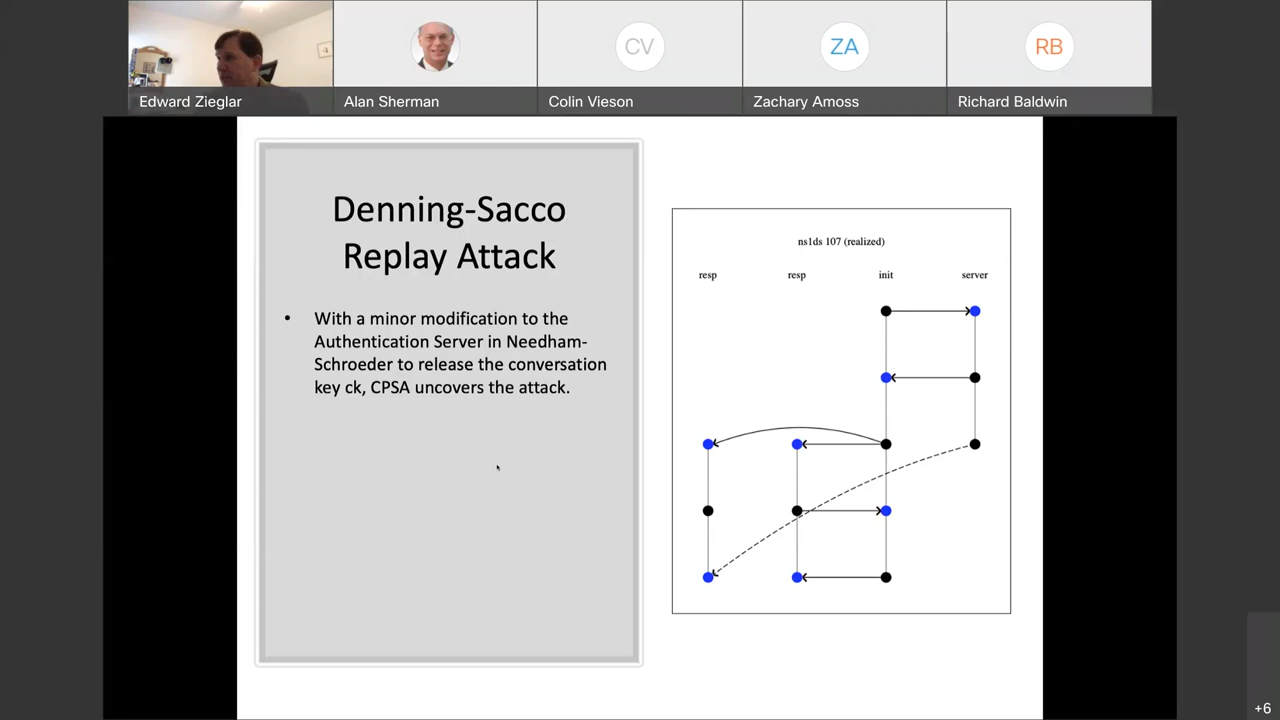 CV
ZA
RB
Edward Zieglar
Alan Sherman
Colin Vieson
Zachary Amoss
Richard Baldwin
Denning-Sacco
Replay Attack
• With a minor modification to the
Authentication Server in Needham-
Schroeder to release the conversation
key ck, CPSA uncovers the attack.
ns1ds 107 (realized)
resp
resp
init
server
+6